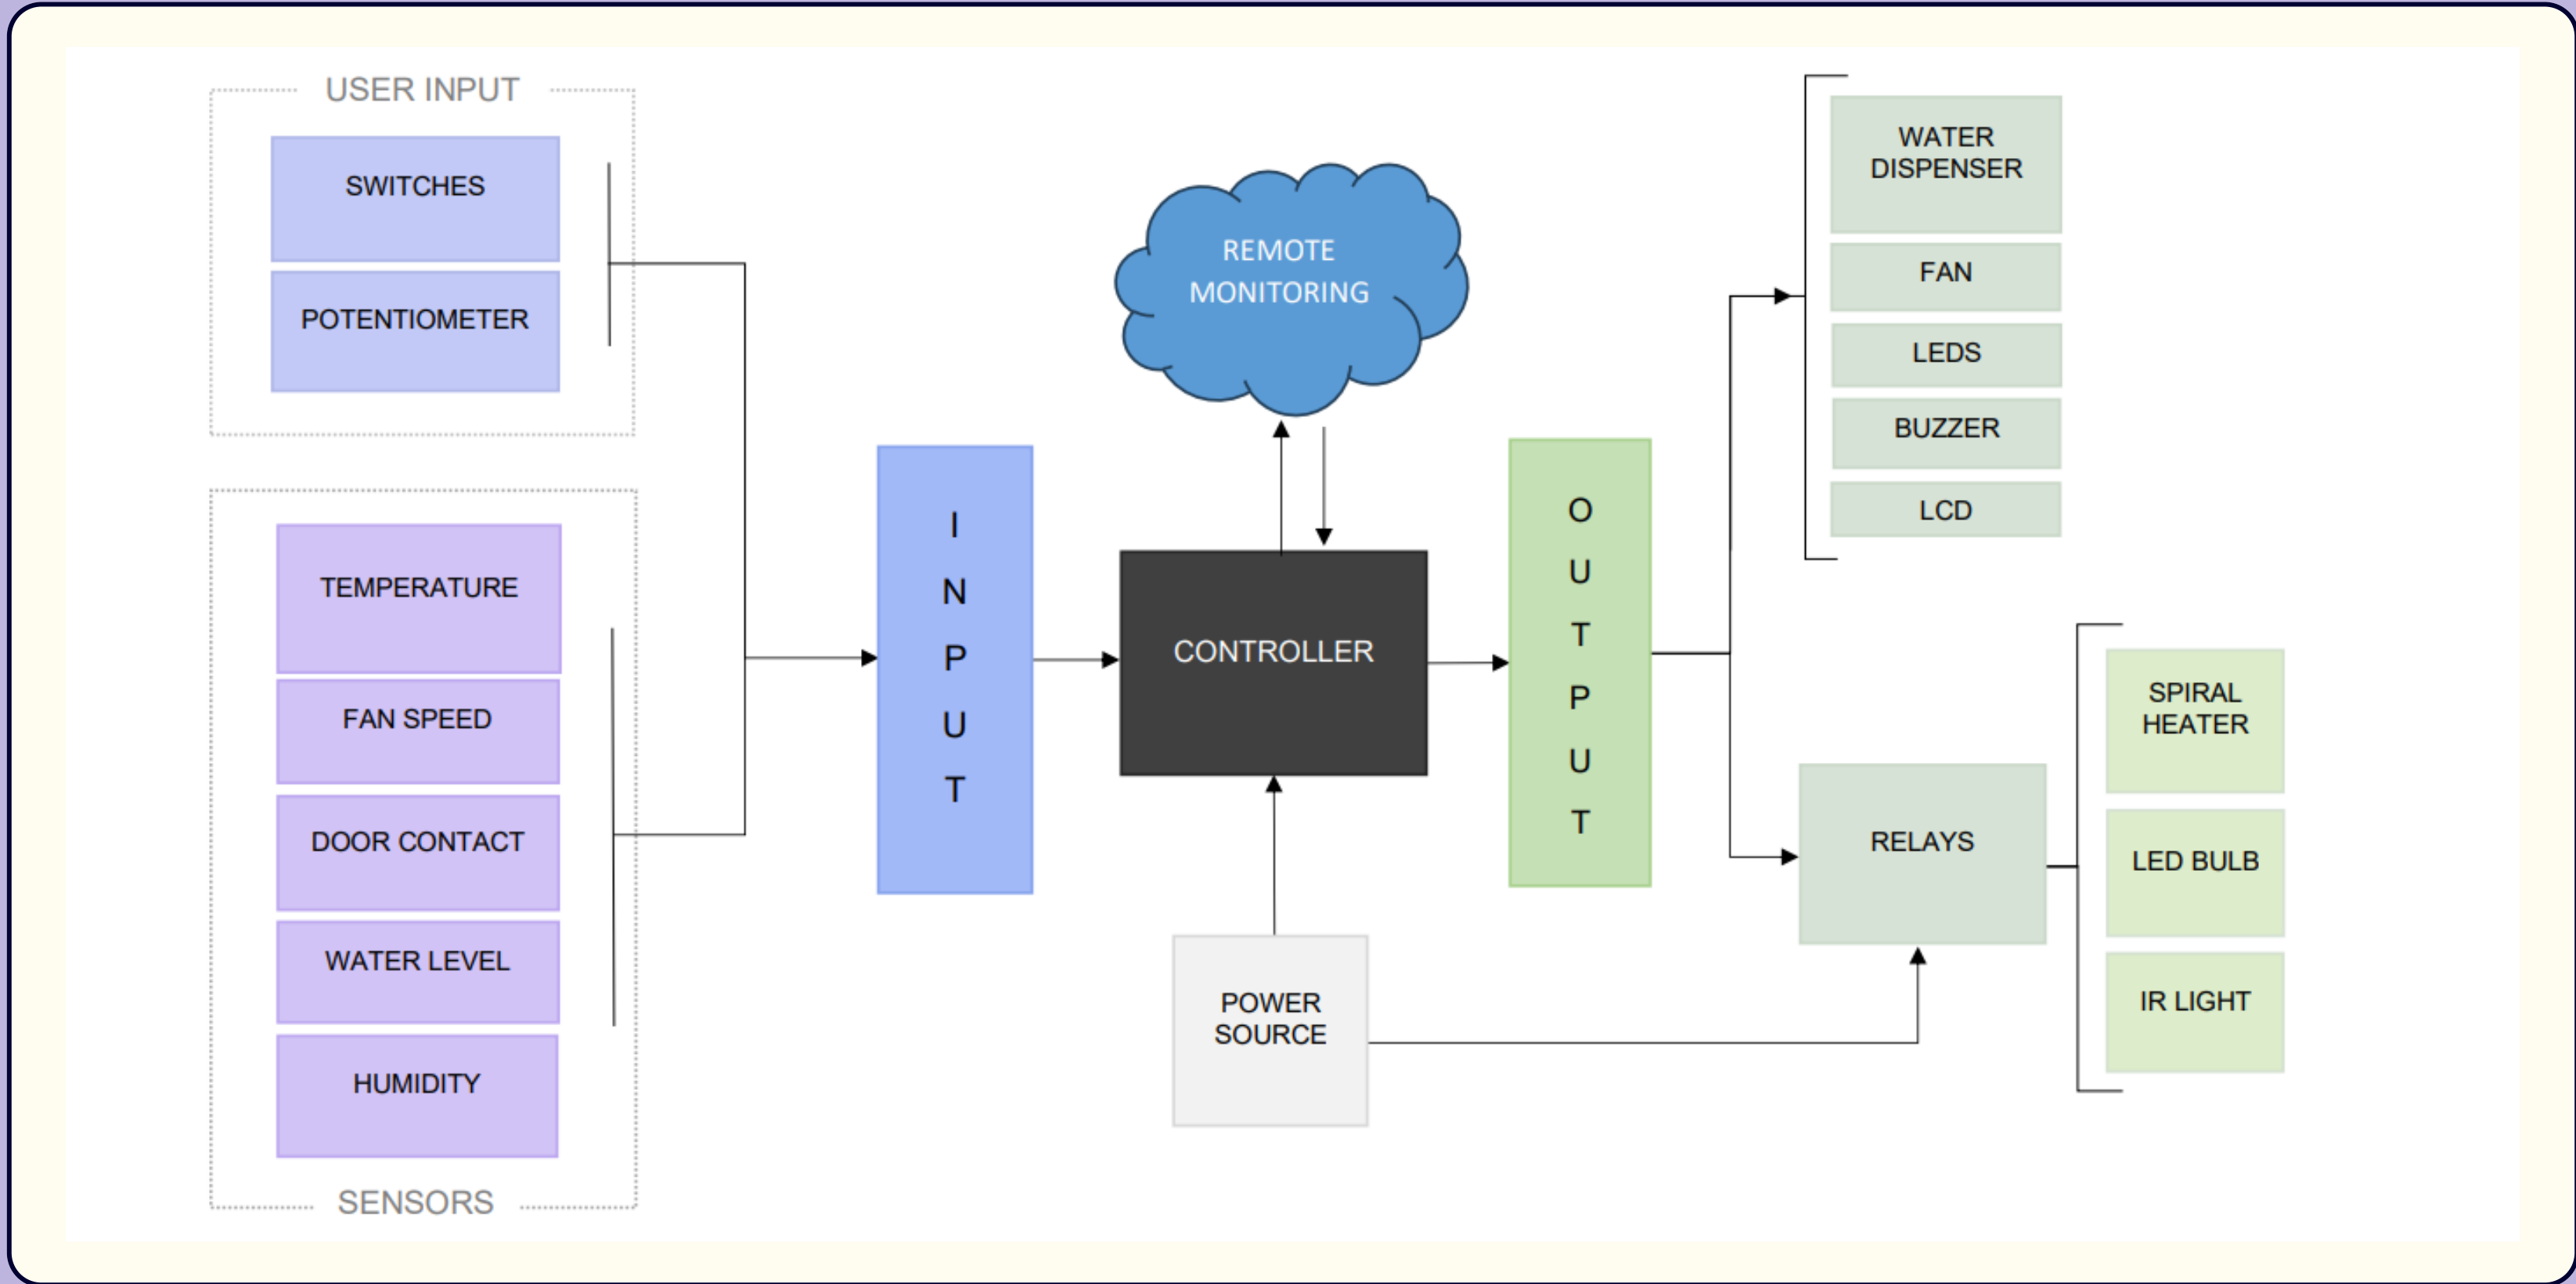 USER INPUT
SWITCHES
POTENTIOMETER
TEMPERATURE
FAN SPEED
DOOR CONTACT
WATER LEVEL
HUMIDITY
SENSORS
I
N
P
U
T
REMOTE
MONITORING
CONTROLLER
POWER
SOURCE
O
U
T
P
U
T
WATER
DISPENSER
FAN
LEDS
BUZZER
LCD
RELAYS
SPIRAL
HEATER
LED BULB
IR LIGHT